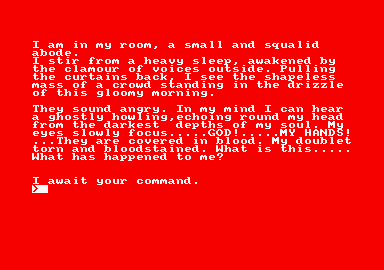 I am in my room, a small and squalid
abode.
I stir from a heavy sleep, awakened by
the clamour of voices outside. Pulling
the curtains back, I see the shapeless
mass of a crowd standing in the drizzle
of this gloomy morning.
They sound angry. In my mind I can hear
a ghostly howling,echoing round my head
from the darkest  depths of my soul. My
eyes slowly focus.....GOD!.....MY HANDS!
...They are covered in blood. My doublet
torn and bloodstained. What is this.....
What has happened to me?
I await your command.
>